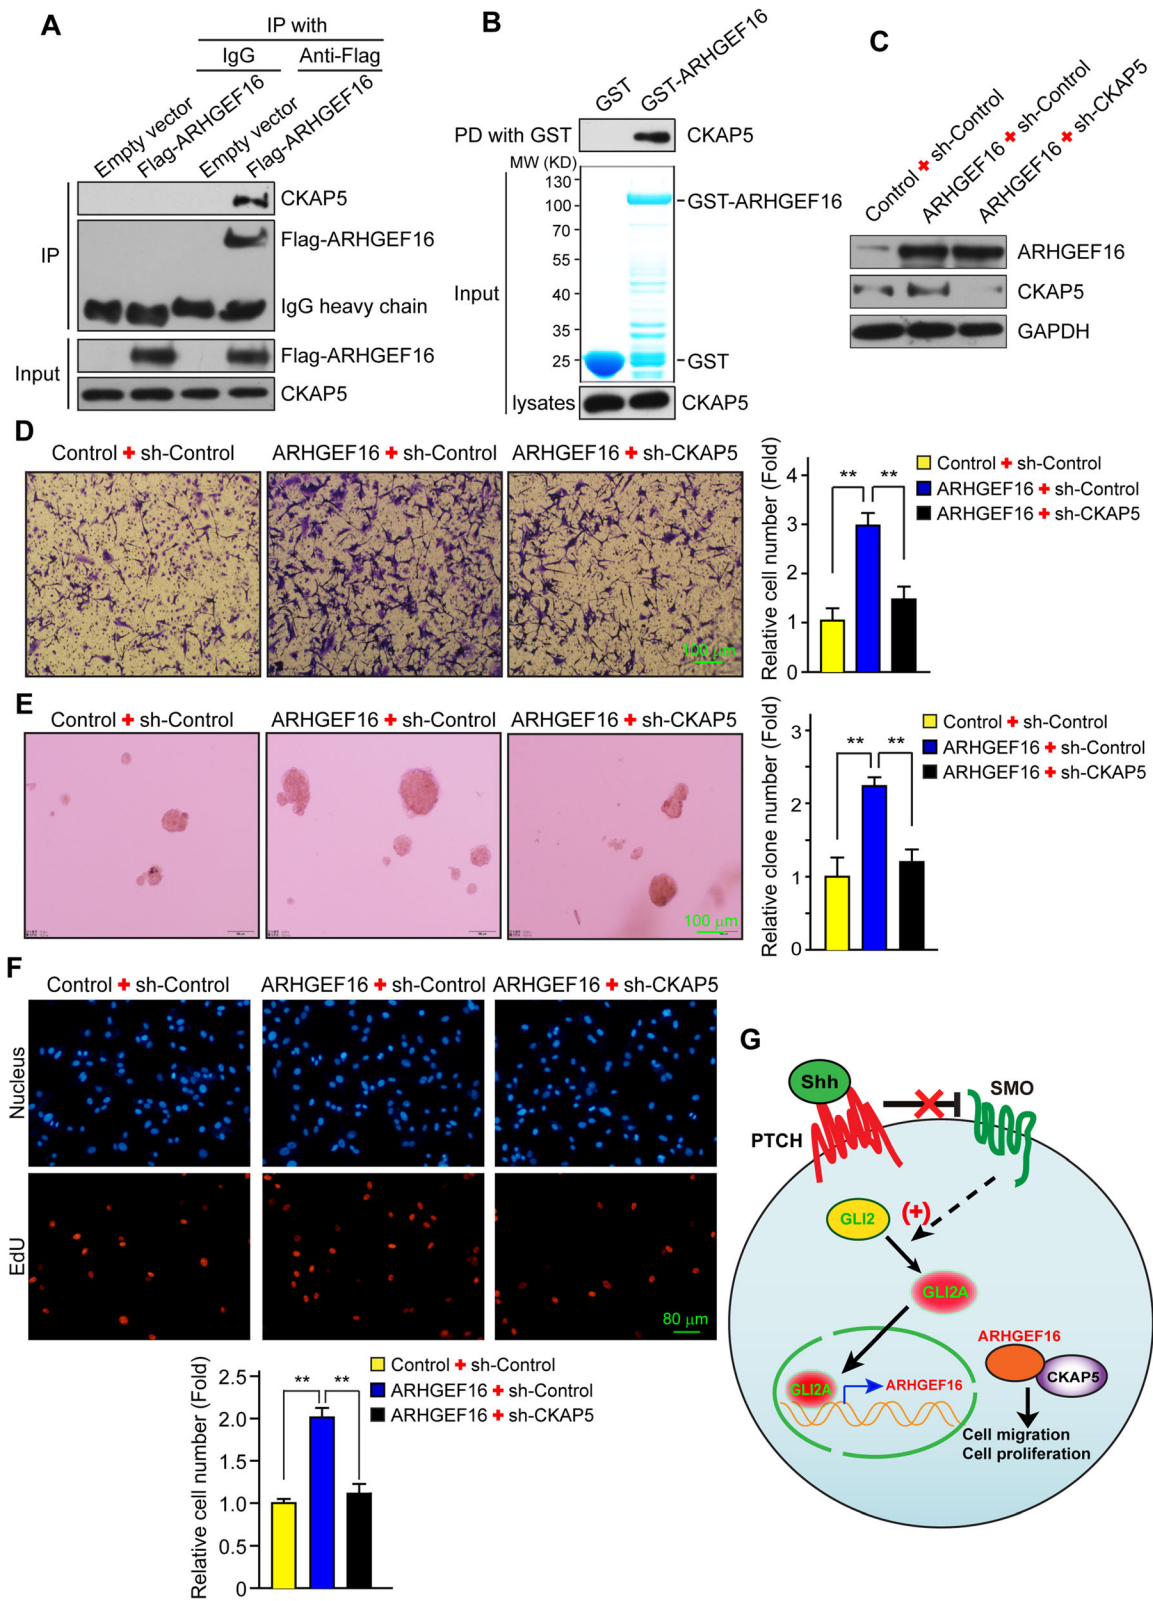 A
IP with
IgG Anti-Flag
Empty vector
Flag-ARHGEF16
Empty vector
Flag-ARHGEF16
IP
CKAP5
Flag-ARHGEF16
IgG heavy chain
Input
Flag-ARHGEF16
CKAP5
B
GST
GST-ARHGEF16
PD with GST CKAP5
MW (KD)
130
100
70
55
40
35
25
Input
GST-ARHGEF16
GST
lysates CKAP5
C
Control + sh-Control
ARHGEF16 + sh-Control
ARHGEF16 + sh-CKAP5
ARHGEF16
CKAP5
GAPDH
D
Control + sh-Control ARHGEF16 + sh-Control ARHGEF16 + sh-CKAP5
100 μm
Relative cell number (Fold)
4
3
2
1
0
** **
Control + sh-Control
ARHGEF16 + sh-Control
ARHGEF16 + sh-CKAP5
E
Control + sh-Control ARHGEF16 + sh-Control ARHGEF16 + sh-CKAP5
100 μm
Relative clone number (Fold)
3
2
1
0
** **
Control + sh-Control
ARHGEF16 + sh-Control
ARHGEF16 + sh-CKAP5
F
Control + sh-Control ARHGEF16 + sh-Control ARHGEF16 + sh-CKAP5
Nucleus
EdU
80 μm
Relative cell number (Fold)
2.5
2.0
1.5
1.0
0.5
0
** **
Control + sh-Control
ARHGEF16 + sh-Control
ARHGEF16 + sh-CKAP5
G
Shh
SMO
PTCH
GLI2 (+)
GLI2A
ARHGEF16
CKAP5
GLI2A
ARHGEF16
Cell migration
Cell proliferation